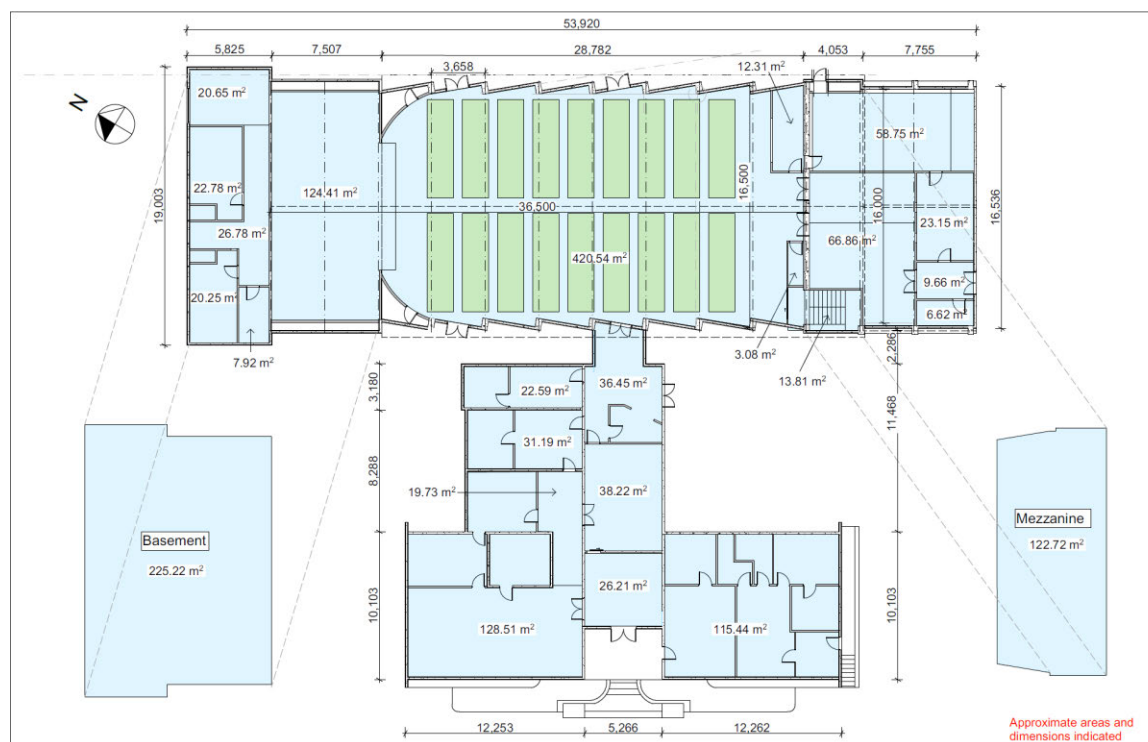 53,920
5,825
7,507
28,782
4,053
7,755
3,658
12.31 m²
N
20.65 m²
58.75 m²
22.78 m²
124.41 m²
16,500
19,003
36,500
16,000
16,536
26.78 m²
66.86 m²
23.15 m²
420.54 m²
20.25 m²
9.66 m²
6.62 m²
7.92 m²
3.08 m²
13.81 m²
2,286
3,180
22.59 m²
36.45 m²
11,468
31.19 m²
8,288
19.73 m²
38.22 m²
Basement
225.22 m²
Mezzanine
122.72 m²
10,103
26.21 m²
10,103
128.51 m²
115.44 m²
12,253
5,266
12,262
Approximate areas and
dimensions indicated